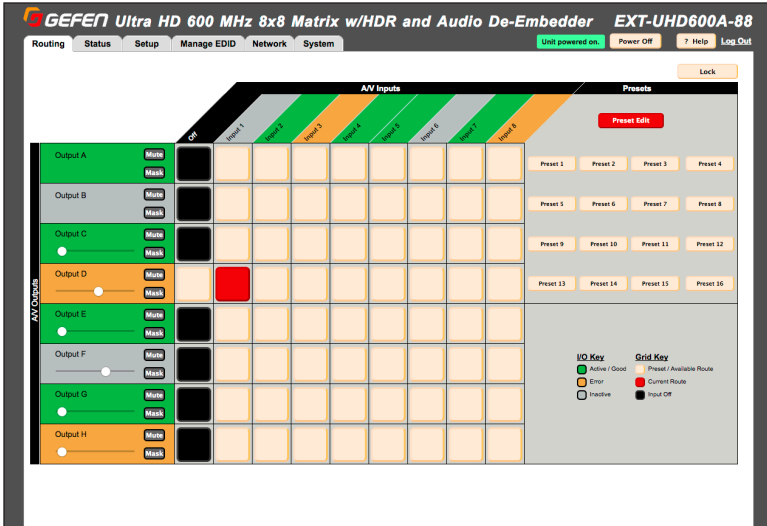 GEFEN Ultra HD 600 MHz 8x8 Matrix w/HDR and Audio De-Embedder EXT-UHD600A-88
Routing Status Setup Manage EDID Network System Unit powered on. Power Off ? Help Log Out
Lock
A/V Inputs Presets
Off Input 1 Input 2 Input 3 Input 4 Input 5 Input 6 Input 7 Input 8
Preset Edit
A/V Outputs
Output A Mute
Mask
Preset 1 Preset 2 Preset 3 Preset 4
Output B Mute
Mask
Preset 5 Preset 6 Preset 7 Preset 8
Output C Mute
Mask
Preset 9 Preset 10 Preset 11 Preset 12
Output D Mute
Mask
Preset 13 Preset 14 Preset 15 Preset 16
Output E Mute
Mask
Output F Mute
Mask
I/O Key Grid Key
Active / Good Preset / Available Route
Error Current Route
Inactive Input Off
Output G Mute
Mask
Output H Mute
Mask